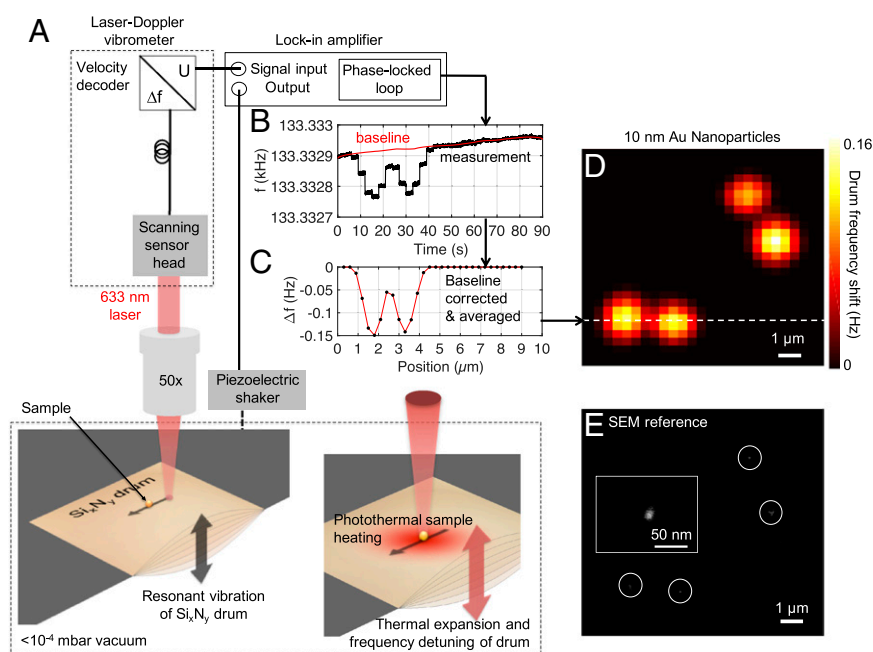 A
Laser-Doppler
vibrometer
Velocity
decoder
U
Δf
Scanning
sensor
head
633 nm
laser
50x
Lock-in amplifier
Signal input
Output
Phase-locked
loop
B
133.333
133.3329
133.3328
133.3327
f (kHz)
baseline
measurement
0 10 20 30 40 50 60 70 80 90
Time (s)
C
0
-0.05
-0.1
-0.15
Δf (Hz)
Baseline
corrected
& averaged
0 1 2 3 4 5 6 7 8 9 10
Position (µm)
10 nm Au Nanoparticles
D
1 µm
0.16
Drum frequency
shift (Hz)
0
Piezoelectric
shaker
Sample
SixNy drum
Resonant vibration
of SixNy drum
<10⁻⁴ mbar vacuum
Photothermal sample
heating
Thermal expansion and
frequency detuning of drum
E
SEM reference
50 nm
1 µm